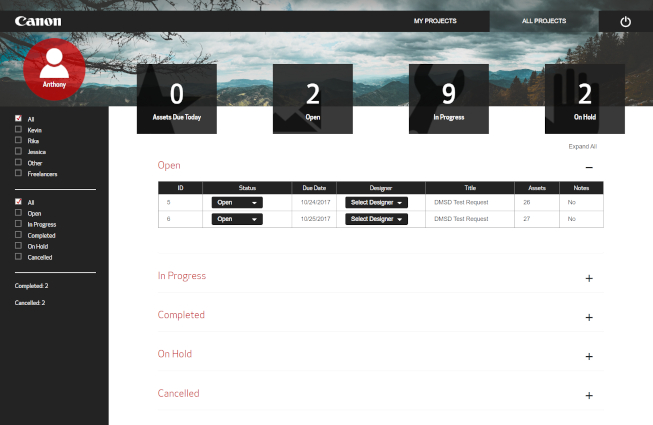 Canon
MY PROJECTS
ALL PROJECTS
Anthony
0
Assets Due Today
2
Open
9
In Progress
2
On Hold
All
Kevin
Rika
Jessica
Other
Freelancers
All
Open
In Progress
Completed
On Hold
Cancelled
Completed: 2
Cancelled: 2
Expand All
Open
ID Status Due Date Designer Title Assets Notes
5 Open 10/24/2017 Select Designer DMSD Test Request 26 No
6 Open 10/25/2017 Select Designer DMSD Test Request 27 No
In Progress
Completed
On Hold
Cancelled